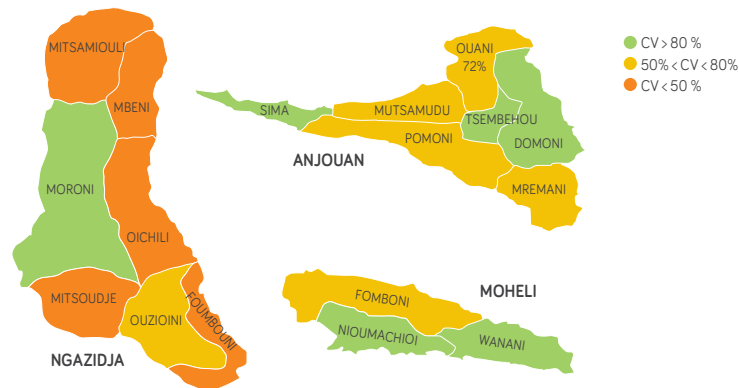 MITSAMIOULI
MBENI
MORONI
OICHILI
MITSOUDJE
OUZIOINI
FOUMBOUNI
NGAZIDJA
OUANI
72%
SIMA
MUTSAMUDU
TSEMBEHOU
POMONI
DOMONI
ANJOUAN
MREMANI
FOMBONI
MOHELI
NIOUMACHIOI
WANANI
CV > 80 %
50% < CV < 80%
CV < 50 %